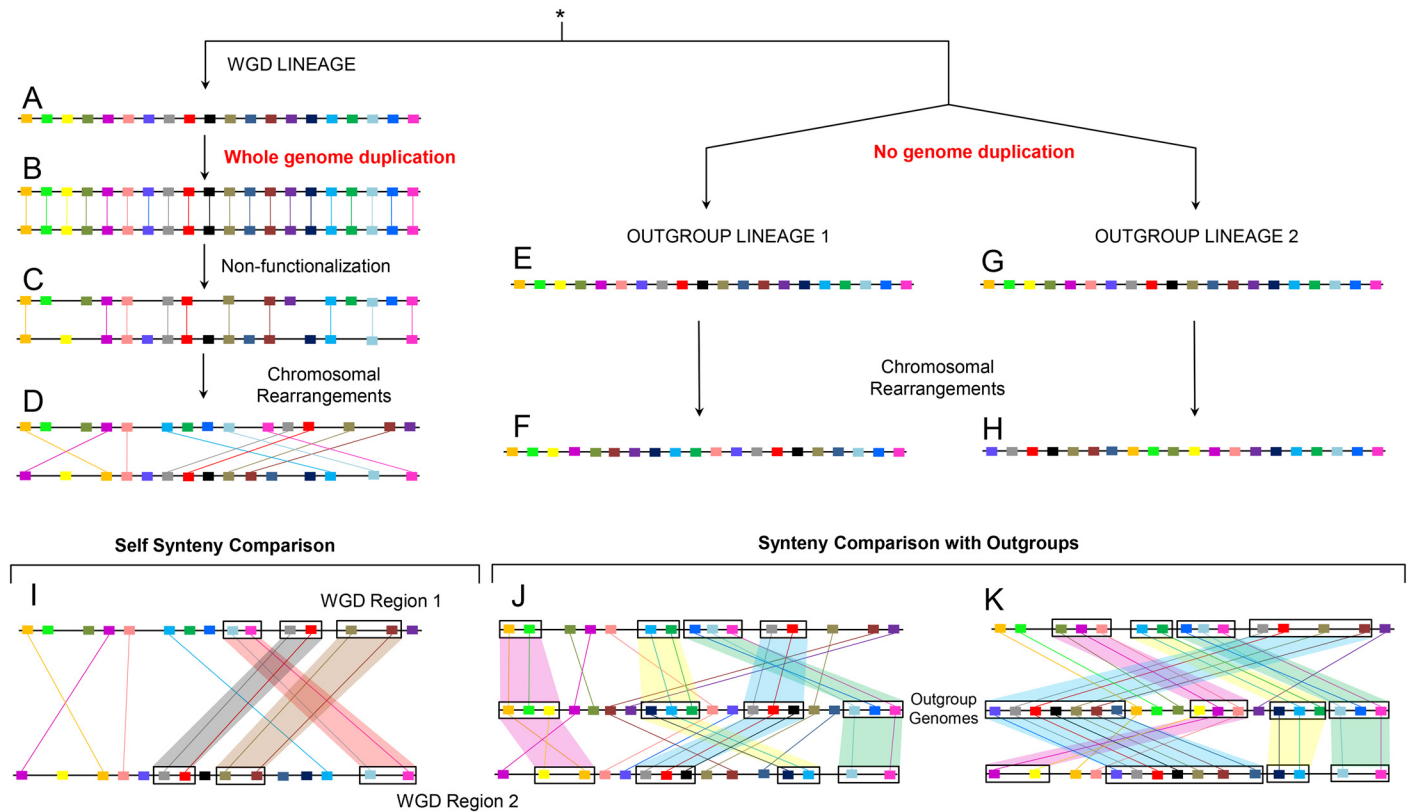 *
WGD LINEAGE
A
Whole genome duplication
No genome duplication
B
OUTGROUP LINEAGE 1
OUTGROUP LINEAGE 2
Non-functionalization
E
G
C
Chromosomal
Rearrangements
Chromosomal
Rearrangements
D
F
H
Self Synteny Comparison
Synteny Comparison with Outgroups
I
WGD Region 1
J
K
Outgroup
Genomes
WGD Region 2